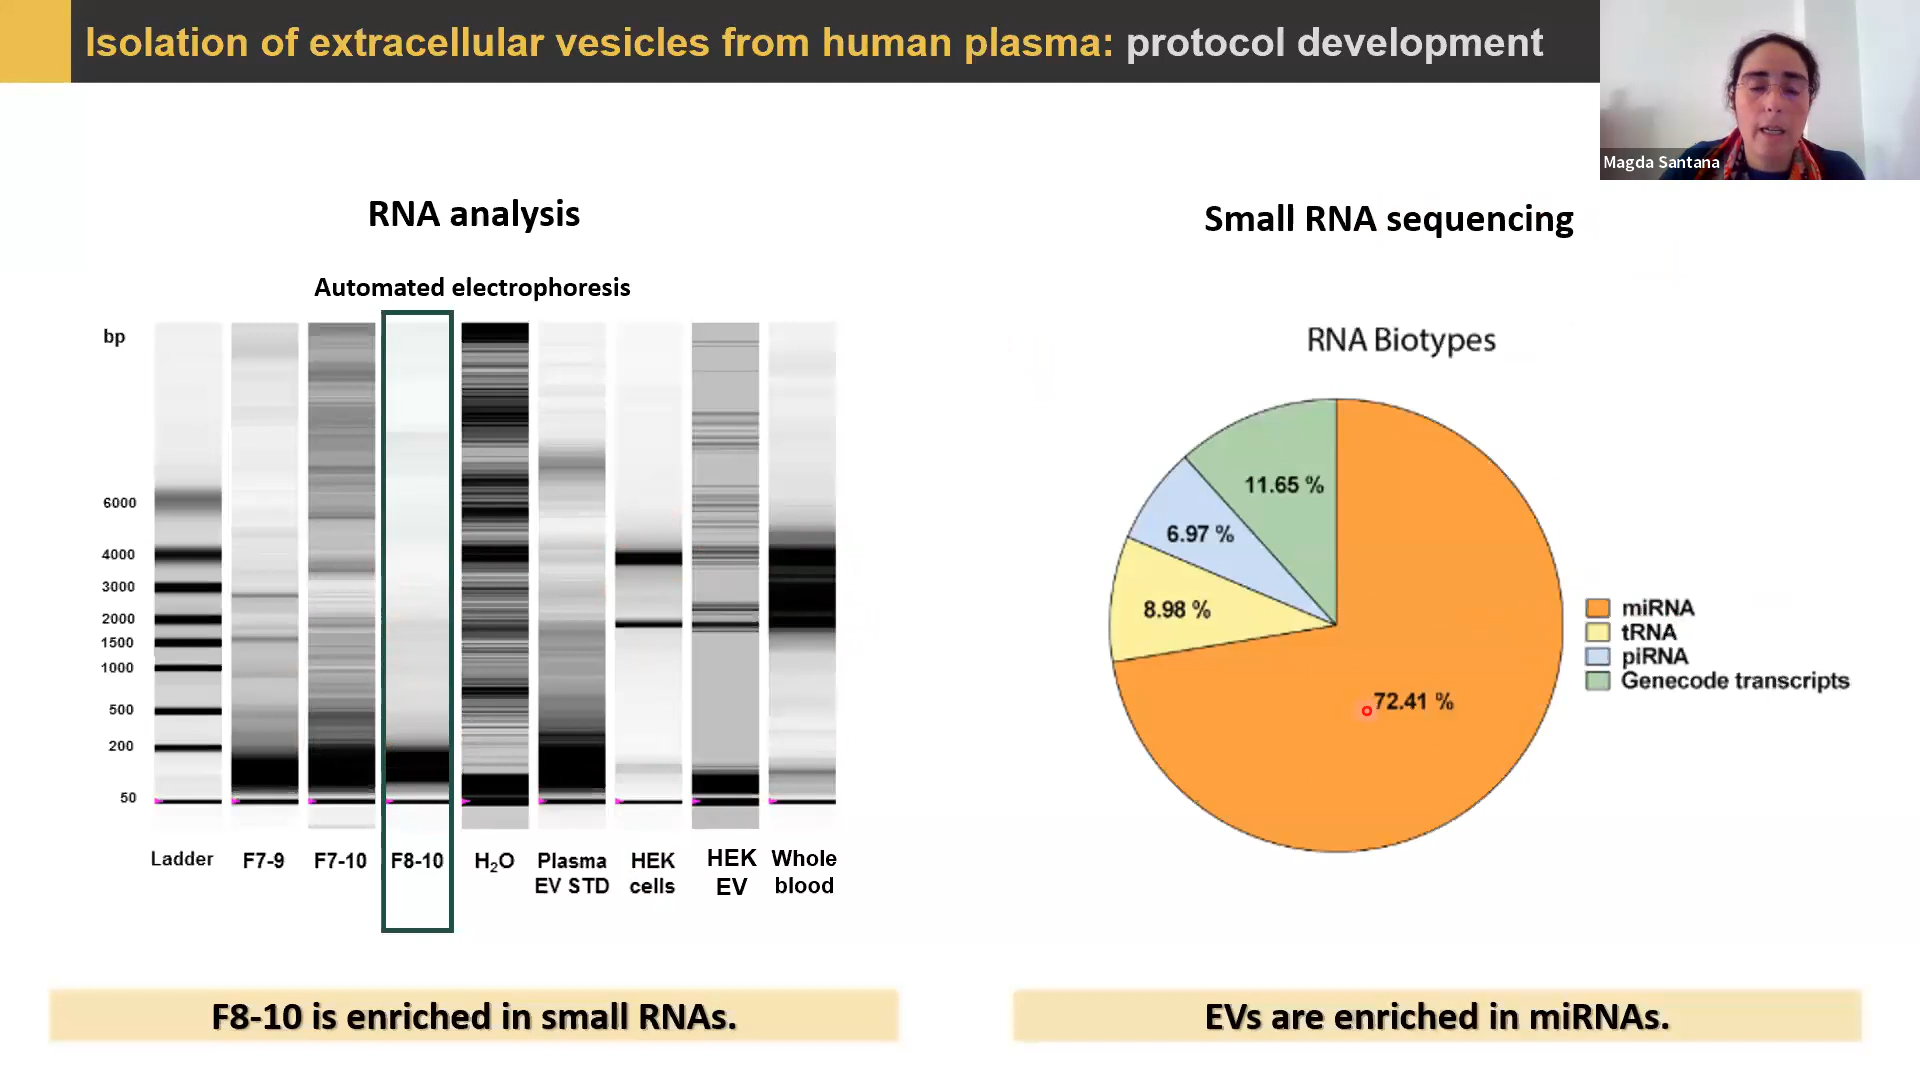 Isolation of extracellular vesicles from human plasma: protocol development
Magda Santana
RNA analysis
Automated electrophoresis
bp
6000
4000
3000
2000
1500
1000
500
200
50
Ladder
F7-9
F7-10
F8-10
H₂O
Plasma
EV STD
HEK
cells
HEK
EV
Whole
blood
F8-10 is enriched in small RNAs.
Small RNA sequencing
RNA Biotypes
11.65 %
6.97 %
8.98 %
72.41 %
miRNA
tRNA
piRNA
Genecode transcripts
EVs are enriched in miRNAs.